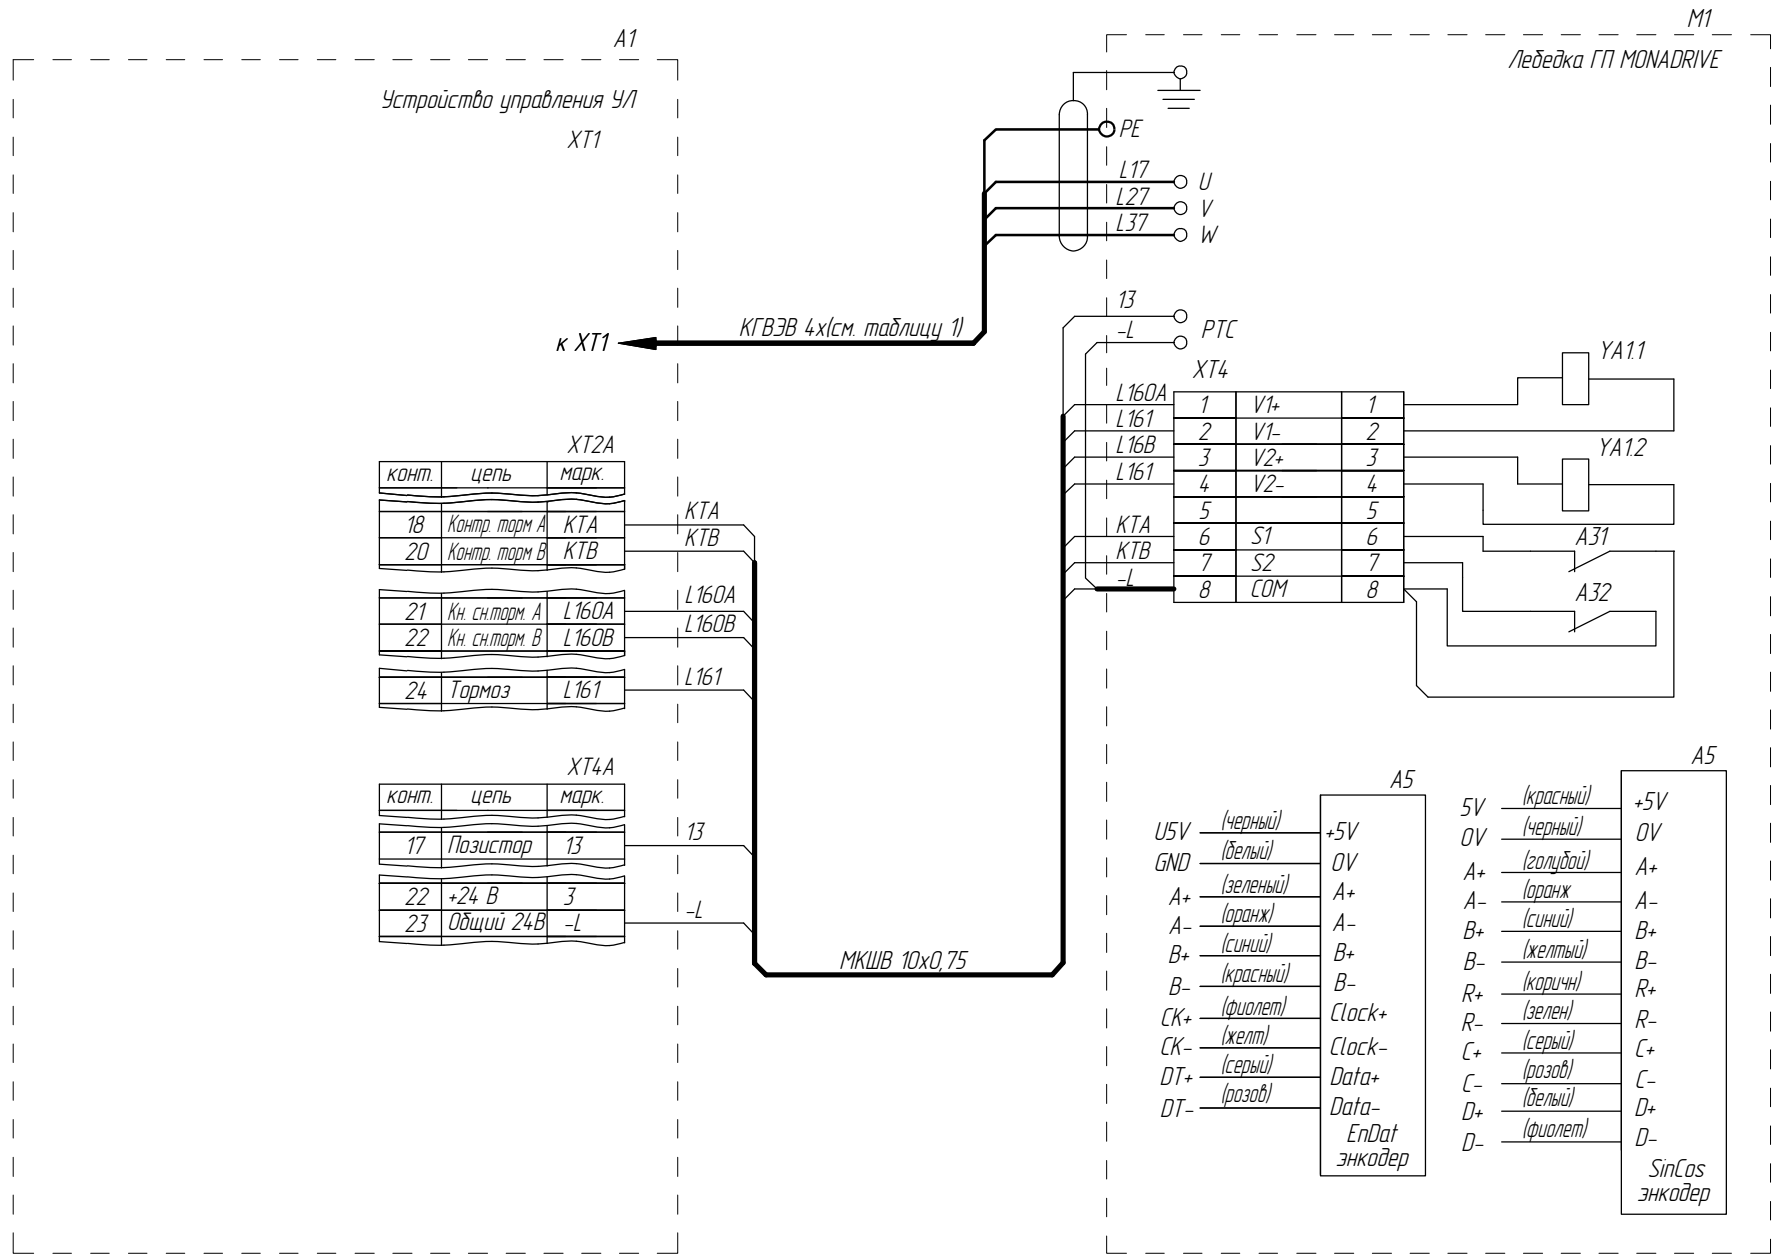 A1
Устройство управления УЛ
XT1
M1
Лебедка ГП MONADRIVE
PE
L17
U
L27
V
L37
W
КГВЭВ 4х(см. таблицу 1)
к XT1
13
-L
PTC
XT4
L160A 1 V1+ 1
L161 2 V1- 2
L16B 3 V2+ 3
L161 4 V2- 4
5 5
KTA 6 S1 6
KTB 7 S2 7
-L 8 COM 8
YA1.1
YA1.2
A31
A32
XT2A
конт. цепь марк.
18 Контр. торм А KTA
20 Контр. торм В KTB
21 Кн. сн.торм. А L160A
22 Кн. сн.торм. В L160B
24 Тормоз L161
KTA
KTB
L160A
L160B
L161
XT4A
конт. цепь марк.
17 Позистор 13
22 +24 В 3
23 Общий 24В -L
13
-L
МКШВ 10х0,75
A5
U5V (черный) +5V
GND (белый) 0V
A+ (зеленый) A+
A- (оранж) A-
B+ (синий) B+
B- (красный) B-
CK+ (фиолет) Clock+
CK- (желт) Clock-
DT+ (серый) Data+
DT- (розов) Data-
EnDat
энкодер
A5
5V (красный) +5V
0V (черный) 0V
A+ (голубой) A+
A- (оранж A-
B+ (синий) B+
B- (желтый) B-
R+ (коричн) R+
R- (зелен) R-
C+ (серый) C+
C- (розов) C-
D+ (белый) D+
D- (фиолет) D-
SinCos
энкодер